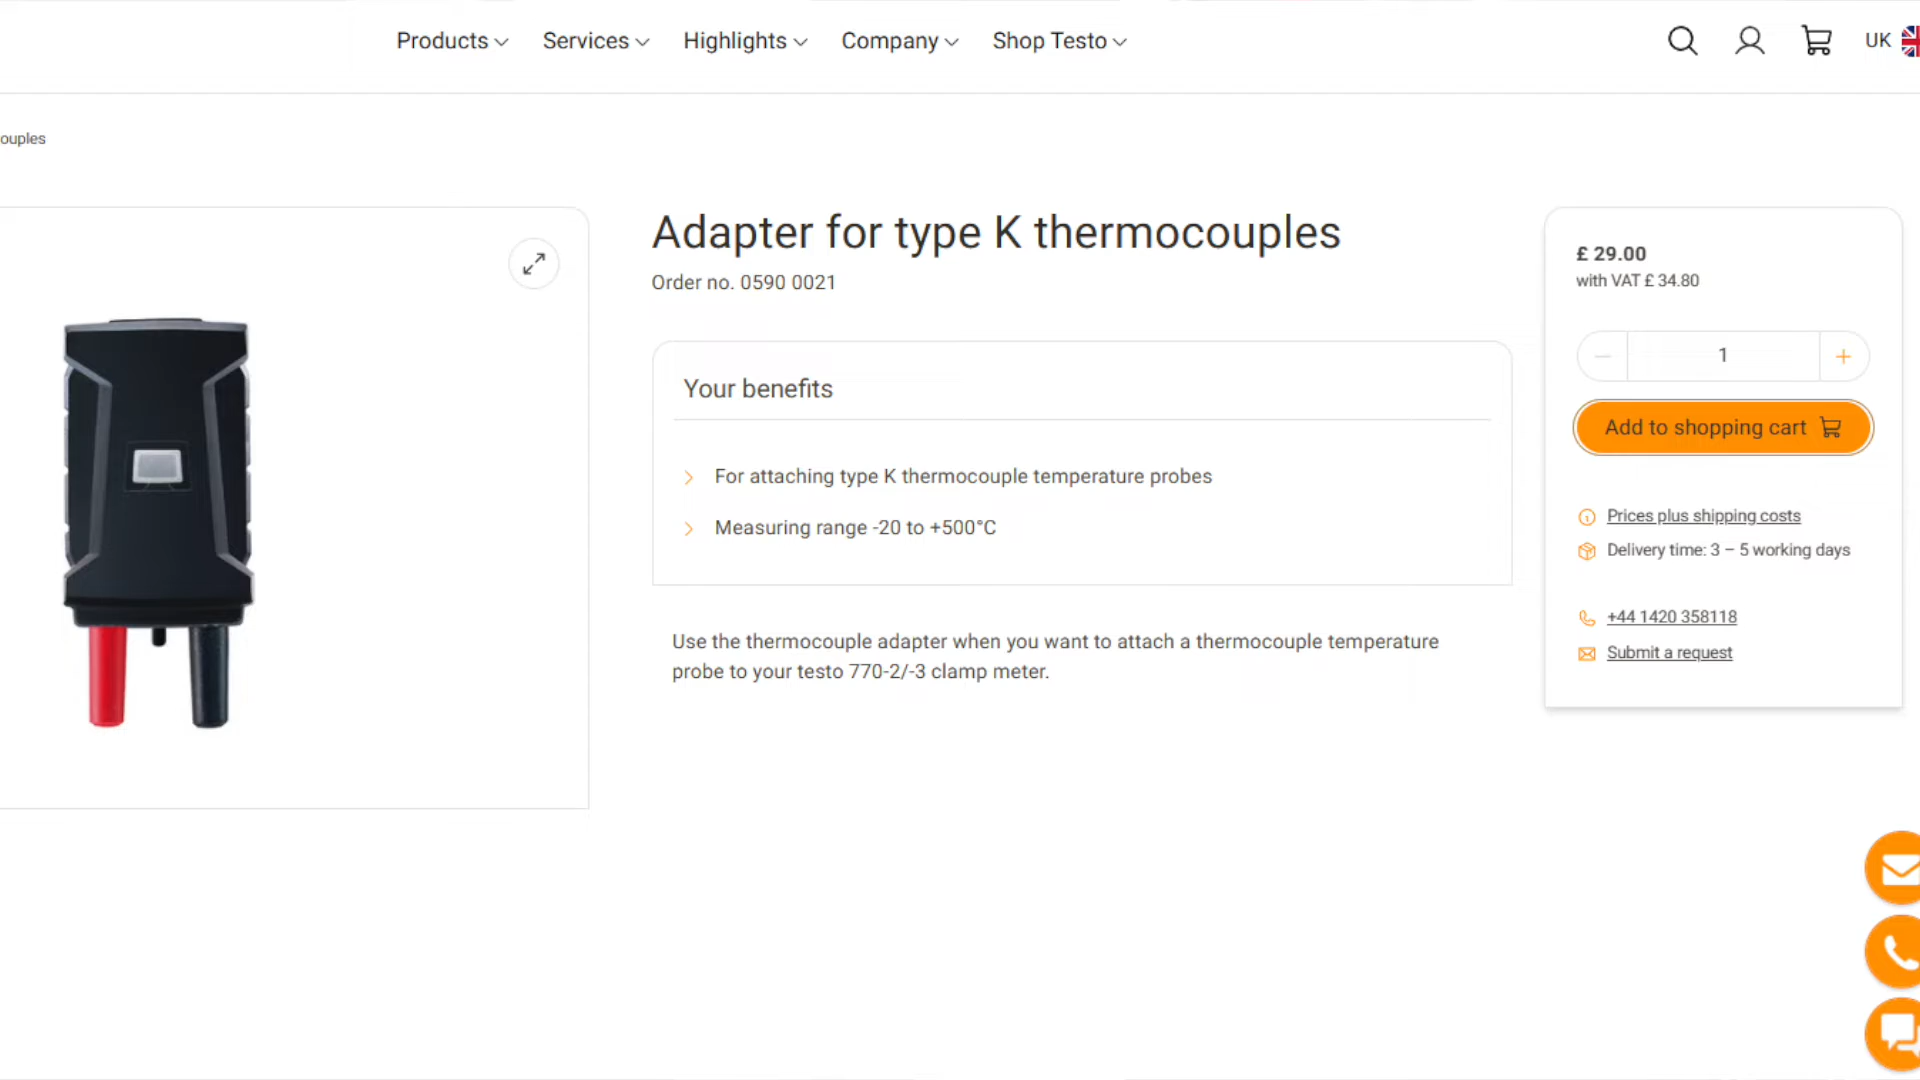 Products
Services
Highlights
Company
Shop Testo
UK
ouples
Adapter for type K thermocouples
Order no. 0590 0021
£ 29.00
with VAT £ 34.80
1
Add to shopping cart
Your benefits
For attaching type K thermocouple temperature probes
Measuring range -20 to +500°C
Prices plus shipping costs
Delivery time: 3 – 5 working days
+44 1420 358118
Submit a request
Use the thermocouple adapter when you want to attach a thermocouple temperature
probe to your testo 770-2/-3 clamp meter.